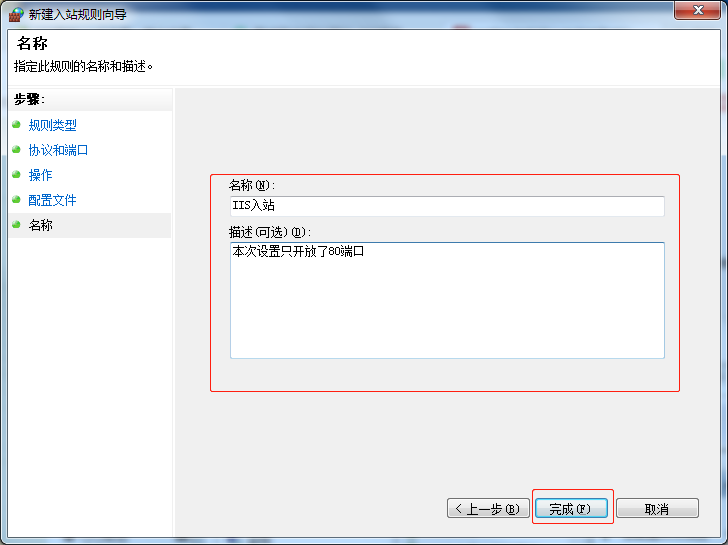 新建入站规则向导
名称
指定此规则的名称和描述。
步骤:
规则类型
协议和端口
操作
配置文件
名称
名称(N):
IIS入站
描述(可选)(D):
本次设置只开放了80端口
< 上一步(B)
完成(F)
取消